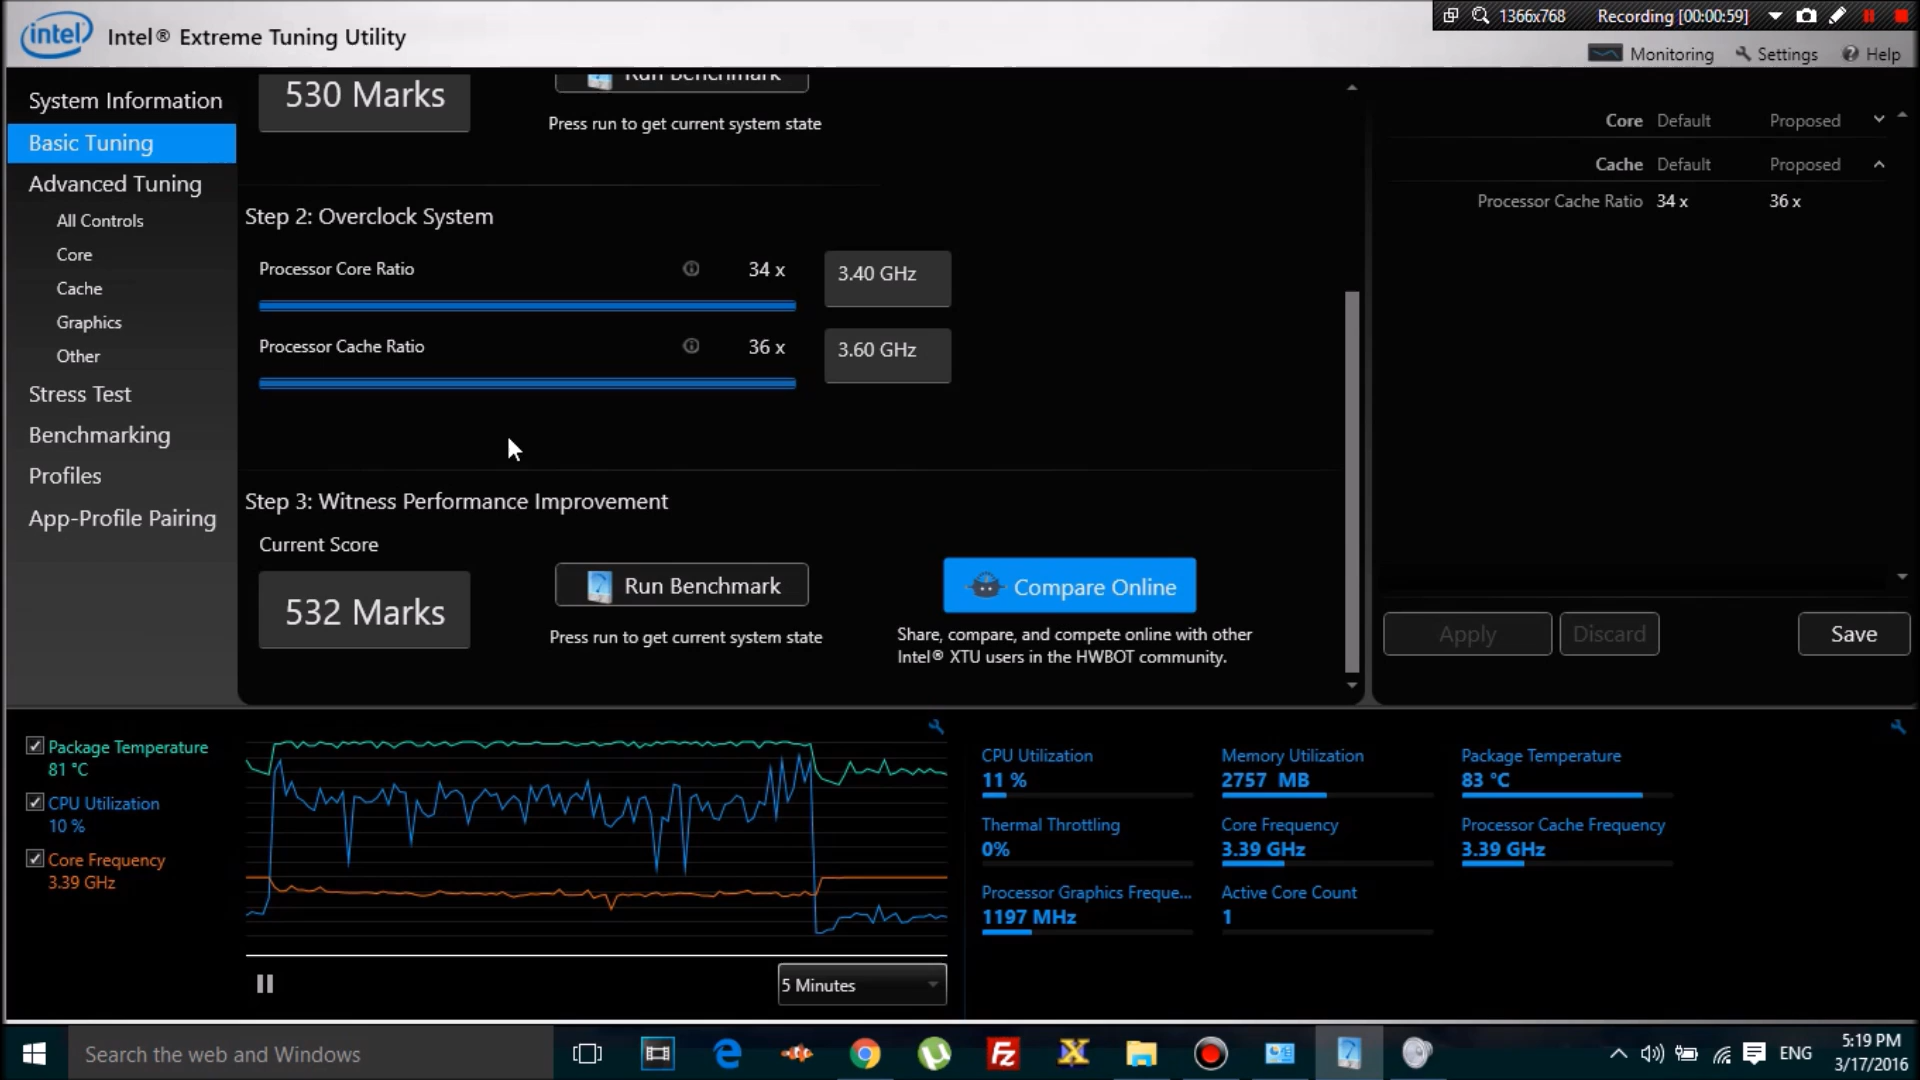 1366x768
Recording [00:00:59]
intel
Intel® Extreme Tuning Utility
Monitoring
Settings
Help
System Information
Basic Tuning
Advanced Tuning
All Controls
Core
Cache
Graphics
Other
Stress Test
Benchmarking
Profiles
App-Profile Pairing
530 Marks
Run Benchmark
Press run to get current system state
Step 2: Overclock System
Processor Core Ratio
34 x
3.40 GHz
Processor Cache Ratio
36 x
3.60 GHz
Step 3: Witness Performance Improvement
Current Score
532 Marks
Run Benchmark
Press run to get current system state
Compare Online
Share, compare, and compete online with other
Intel® XTU users in the HWBOT community.
Core Default Proposed
Cache Default Proposed
Processor Cache Ratio 34 x 36 x
Apply
Discard
Save
Package Temperature
81 °C
CPU Utilization
10 %
Core Frequency
3.39 GHz
5 Minutes
CPU Utilization
11 %
Memory Utilization
2757 MB
Package Temperature
83 °C
Thermal Throttling
0%
Core Frequency
3.39 GHz
Processor Cache Frequency
3.39 GHz
Processor Graphics Freque...
1197 MHz
Active Core Count
1
Search the web and Windows
ENG
5:19 PM
3/17/2016